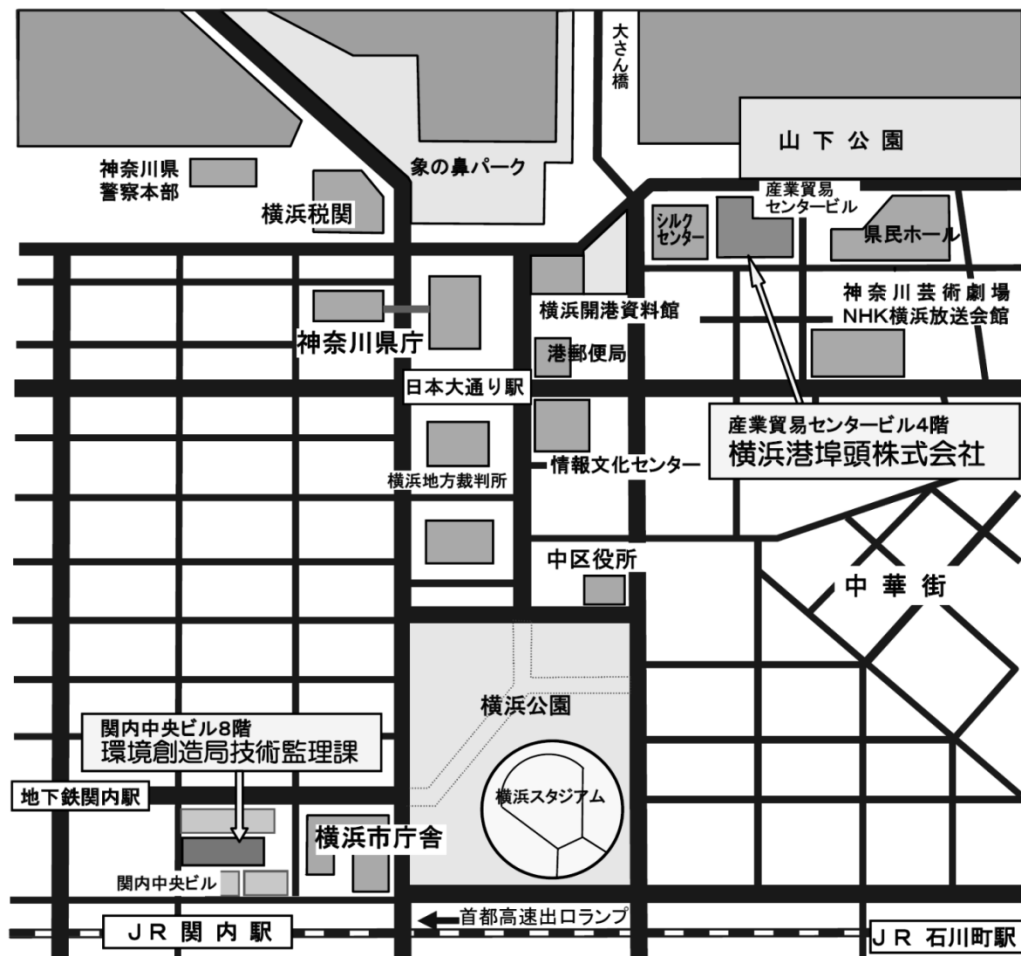 大さん橋
山下公園
神奈川県
警察本部
象の鼻パーク
産業貿易
センタービル
横浜税関
シルク
センター
県民ホール
横浜開港資料館
神奈川芸術劇場
NHK横浜放送会館
神奈川県庁
港郵便局
日本大通り駅
産業貿易センタービル4階
横浜港埠頭株式会社
情報文化センター
横浜地方裁判所
中区役所
中華街
横浜公園
関内中央ビル8階
環境創造局技術監理課
地下鉄関内駅
横浜スタジアム
横浜市庁舎
関内中央ビル
首都高速出口ランプ
JR 関内駅
JR 石川町駅